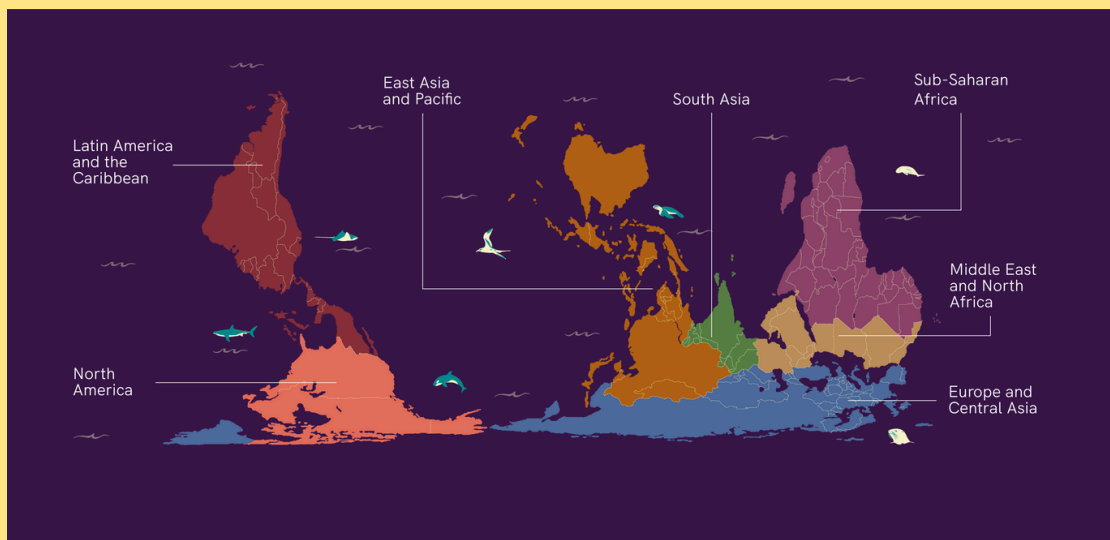 East Asia
and Pacific
South Asia
Sub-Saharan
Africa
Latin America
and the
Caribbean
Middle East
and North
Africa
North
America
Europe and
Central Asia